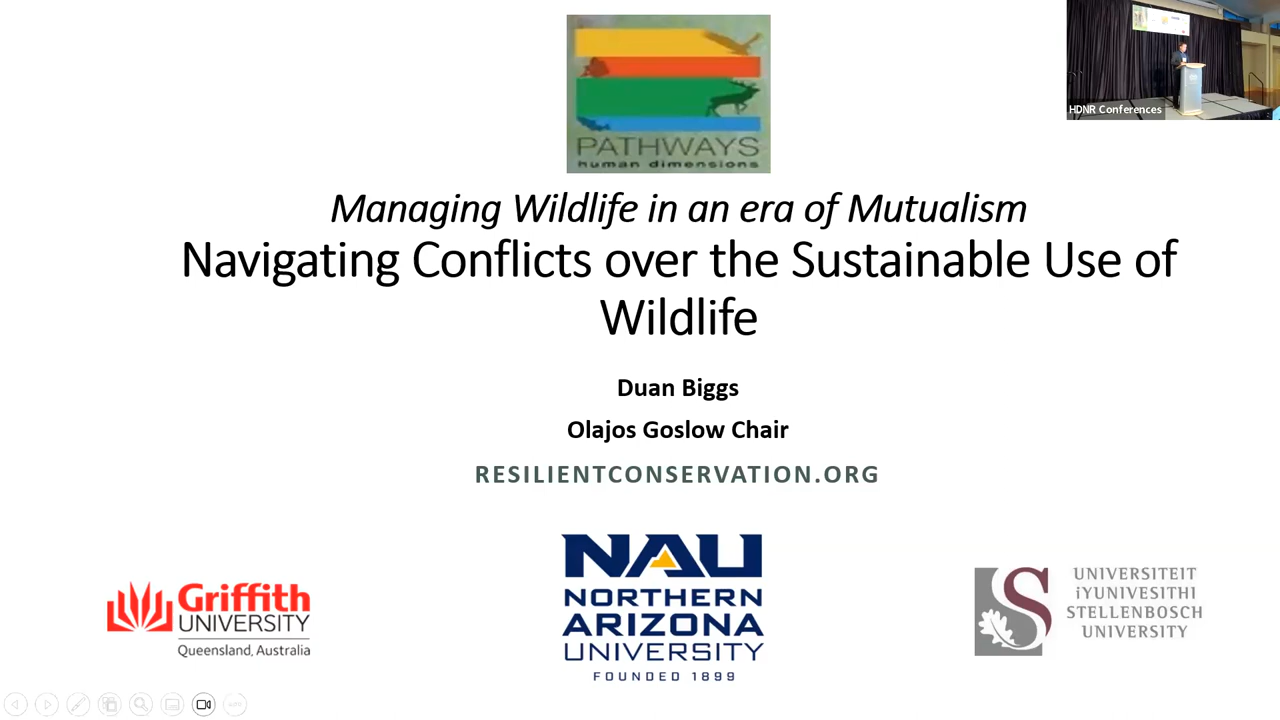 PATHWAYS
human dimensions
HDNR Conferences
Managing Wildlife in an era of Mutualism
Navigating Conflicts over the Sustainable Use of
Wildlife
Duan Biggs
Olajos Goslow Chair
RESILIENTCONSERVATION.ORG
Griffith
UNIVERSITY
Queensland, Australia
NAU
NORTHERN
ARIZONA
UNIVERSITY
FOUNDED 1899
UNIVERSITEIT
iYUNIVESITHI
STELLENBOSCH
UNIVERSITY